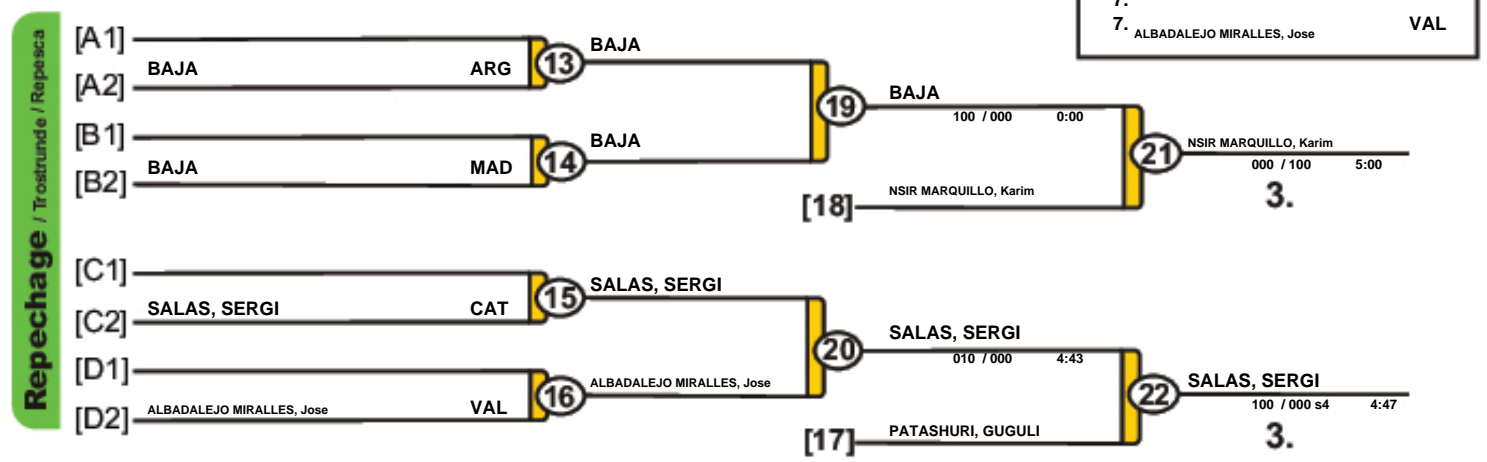 7.
7. ALBADALEJO MIRALLES, Jose VAL
Repechage / Trostrunde / Repesca
[A1]
BAJA ARG
[A2]
13
BAJA
[B1]
BAJA MAD
[B2]
14
BAJA
19
BAJA
100 / 000 0:00
[18]
NSIR MARQUILLO, Karim
21
NSIR MARQUILLO, Karim
000 / 100 5:00
3.
[C1]
SALAS, SERGI CAT
[C2]
15
SALAS, SERGI
[D1]
ALBADALEJO MIRALLES, Jose VAL
[D2]
16
ALBADALEJO MIRALLES, Jose
20
SALAS, SERGI
010 / 000 4:43
[17]
PATASHURI, GUGULI
22
SALAS, SERGI
100 / 000 s4 4:47
3.